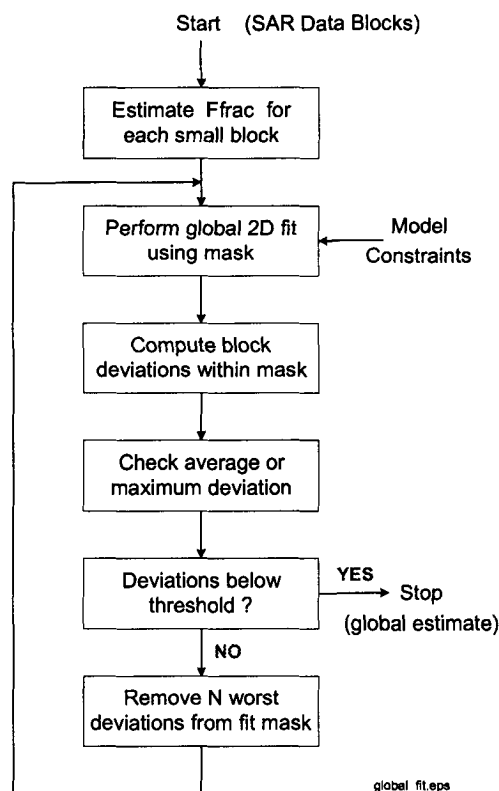 Start (SAR Data Blocks)
Estimate Ffrac for
each small block
Perform global 2D fit
using mask
Model
Constraints
Compute block
deviations within mask
Check average or
maximum deviation
Deviations below
threshold ?
YES
Stop
(global estimate)
NO
Remove N worst
deviations from fit mask
global_fit.eps